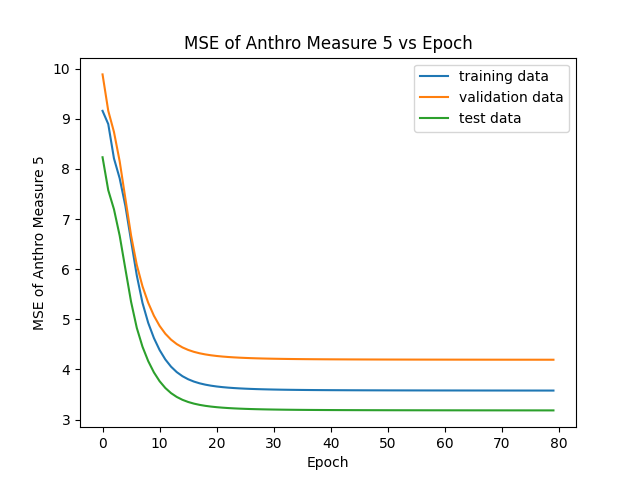 MSE of Anthro Measure 5 vs Epoch
training data
validation data
test data
MSE of Anthro Measure 5
10
9
8
7
6
5
4
3
0 10 20 30 40 50 60 70 80
Epoch